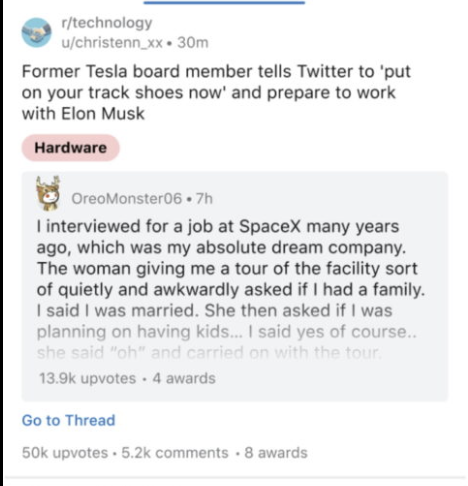 r/technology
u/christenn_xx • 30m
Former Tesla board member tells Twitter to 'put
on your track shoes now' and prepare to work
with Elon Musk
Hardware
OreoMonster06 • 7h
I interviewed for a job at SpaceX many years
ago, which was my absolute dream company.
The woman giving me a tour of the facility sort
of quietly and awkwardly asked if I had a family.
I said I was married. She then asked if I was
planning on having kids... I said yes of course..
she said "oh" and carried on with the tour.
13.9k upvotes • 4 awards
Go to Thread
50k upvotes • 5.2k comments • 8 awards